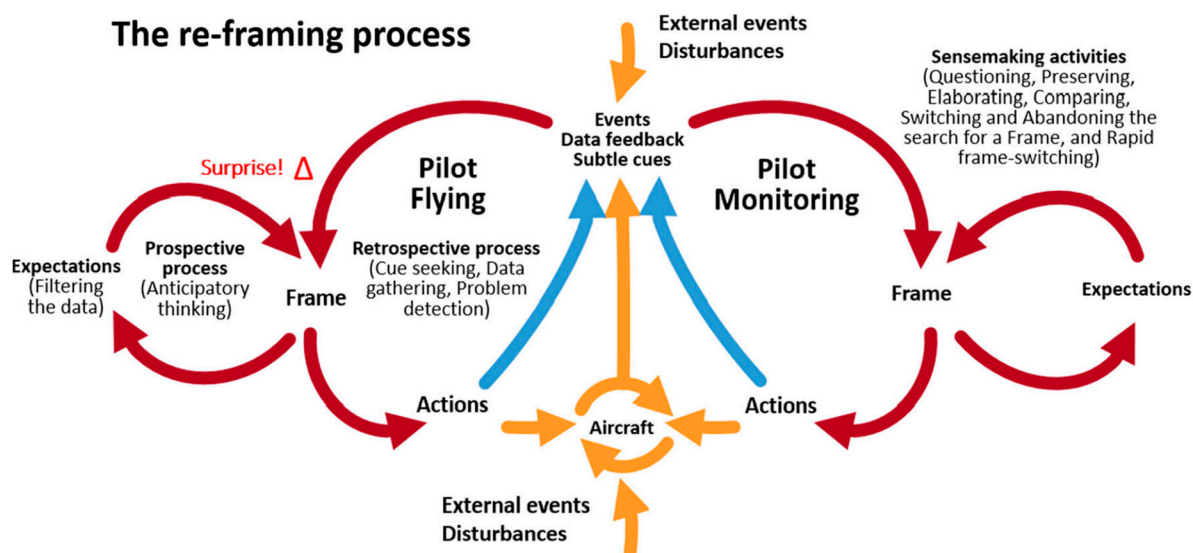 The re-framing process
External events
Disturbances
Sensemaking activities
(Questioning, Preserving,
Elaborating, Comparing,
Switching and Abandoning the
search for a Frame, and Rapid
frame-switching)
Events
Data feedback
Subtle cues
Surprise! Δ
Pilot
Flying
Pilot
Monitoring
Expectations
(Filtering
the data)
Prospective
process
(Anticipatory
thinking)
Frame
Retrospective process
(Cue seeking, Data
gathering, Problem
detection)
Frame
Expectations
Actions
Aircraft
Actions
External events
Disturbances